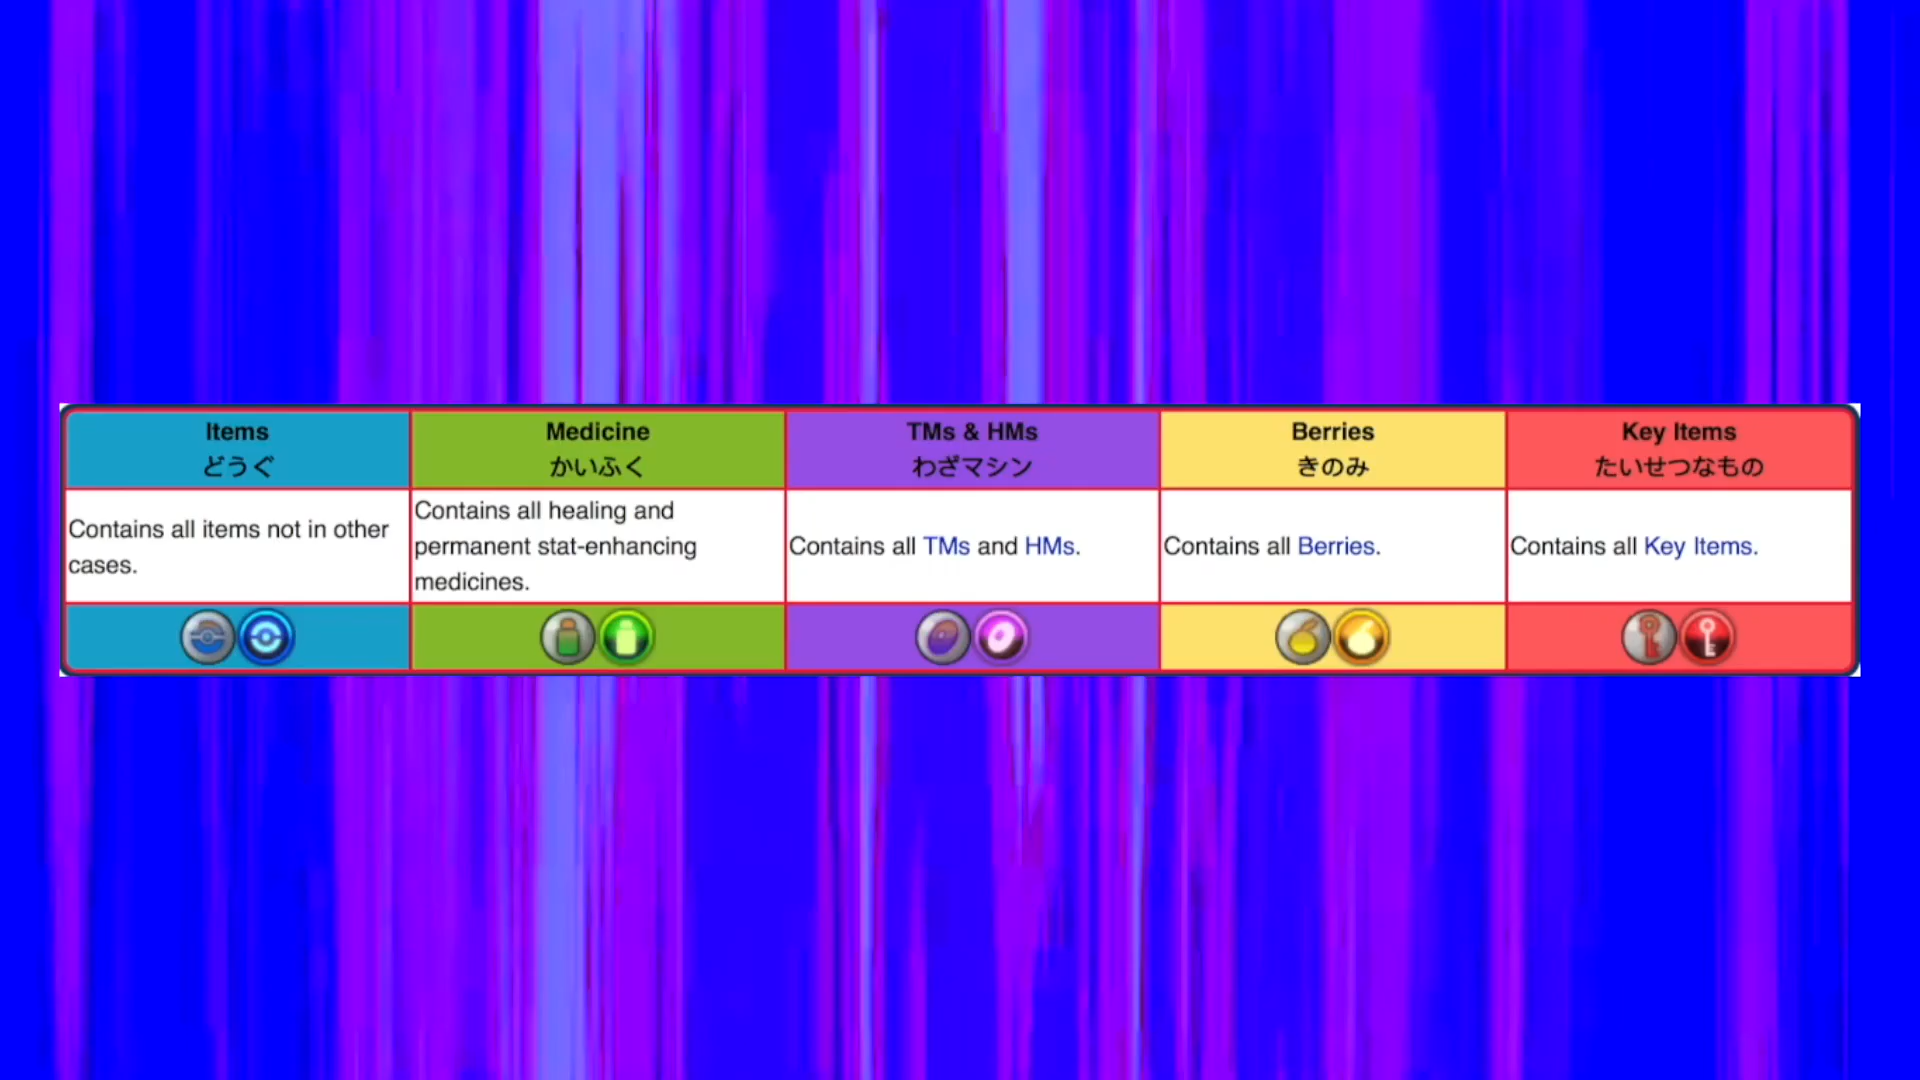 Items
どうぐ
Contains all items not in other
cases.
Medicine
かいふく
Contains all healing and
permanent stat-enhancing
medicines.
TMs & HMs
わざマシン
Contains all TMs and HMs.
Berries
きのみ
Contains all Berries.
Key Items
たいせつなもの
Contains all Key Items.